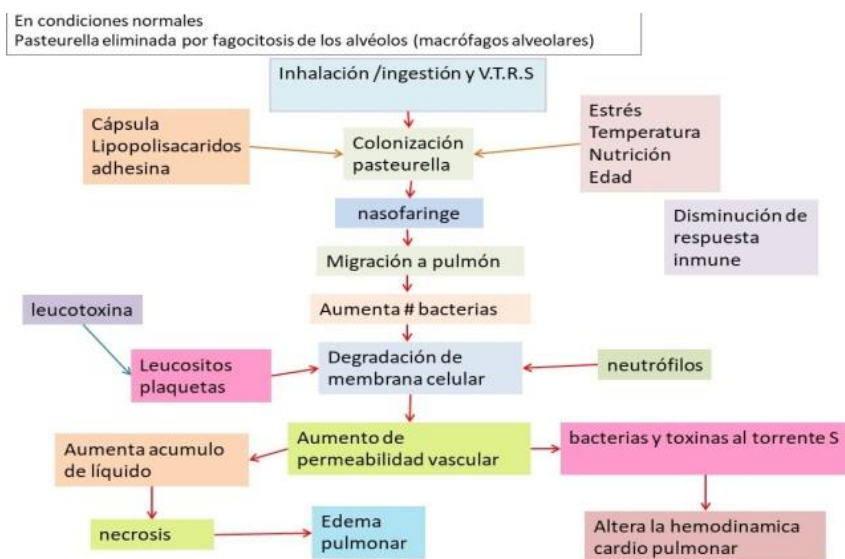 En condiciones normales
Pasteurella eliminada por fagocitosis de los alvéolos (macrófagos alveolares)
Inhalación /ingestión y V.T.R.S
Cápsula
Lipopolisacaridos
adhesina
Colonización
pasteurella
Estrés
Temperatura
Nutrición
Edad
nasofaringe
Disminución de
respuesta
inmune
Migración a pulmón
Aumenta # bacterias
leucotoxina
Leucositos
plaquetas
Degradación de
membrana celular
neutrófilos
Aumenta acumulo
de líquido
Aumento de
permeabilidad vascular
bacterias y toxinas al torrente S
necrosis
Edema
pulmonar
Altera la hemodinamica
cardio pulmonar